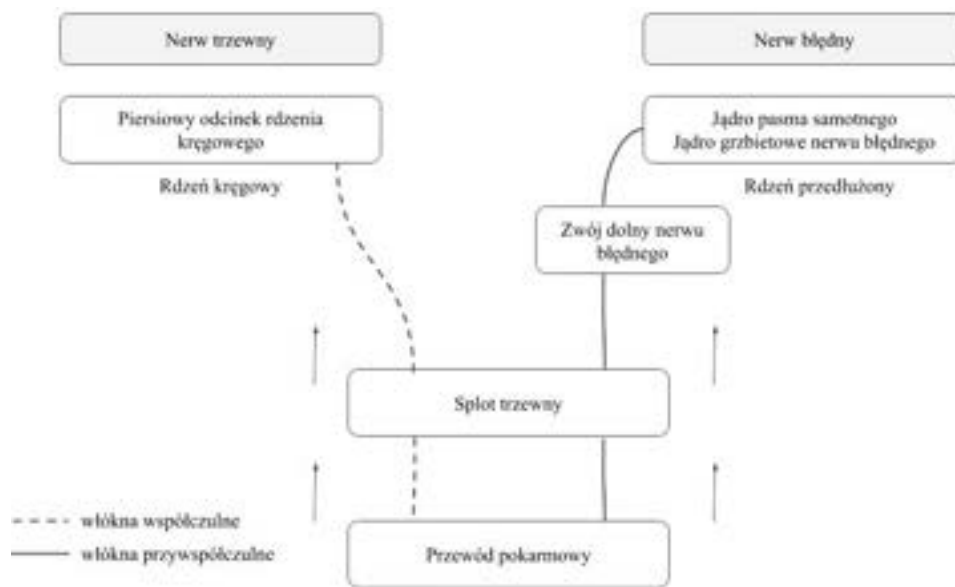 Nerw trzewny
Nerw błędny
Piersiowy odcinek rdzenia
kręgowego
Jądro pasma samotnego
Jądro grzbietowe nerwu błędnego
Rdzeń kręgowy
Rdzeń przedłużony
Zwój dolny nerwu
błędnego
Splot trzewny
włókna współczulne
włókna przywspółczulne
Przewód pokarmowy